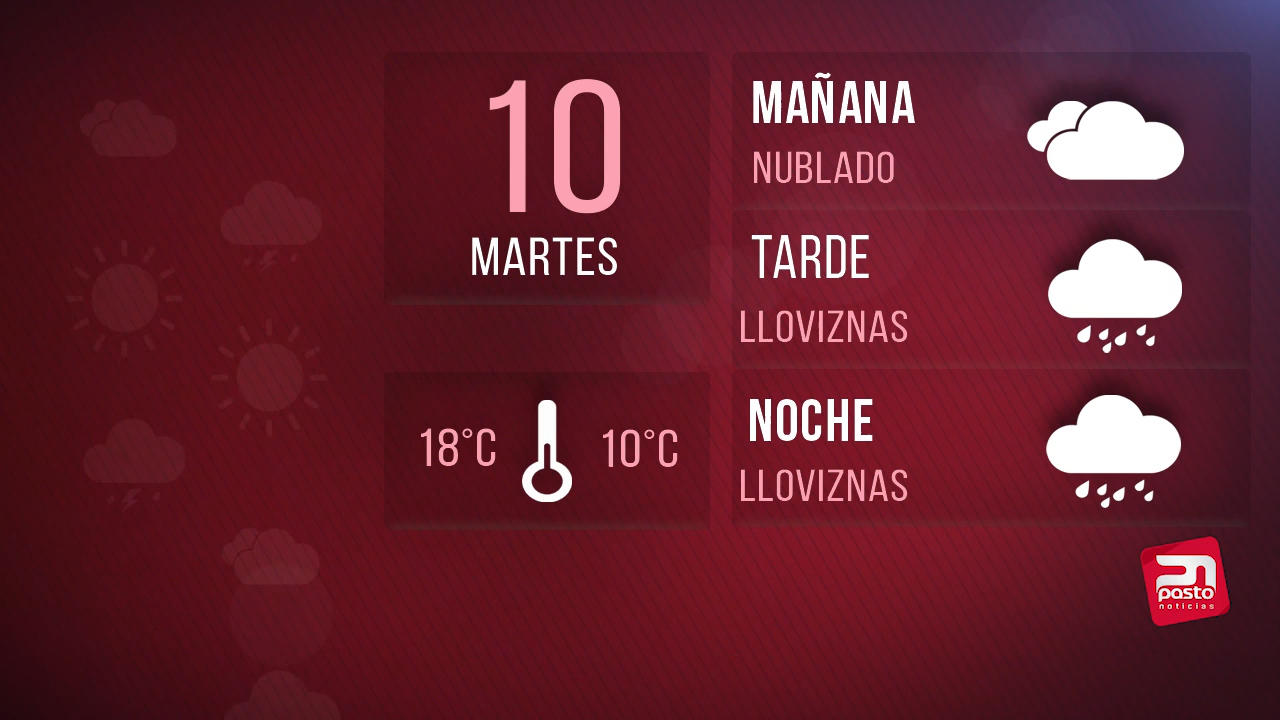 10
MARTES
18°C
10°C
MAÑANA
NUBLADO
TARDE
LLOVIZNAS
NOCHE
LLOVIZNAS
pasto
noticias